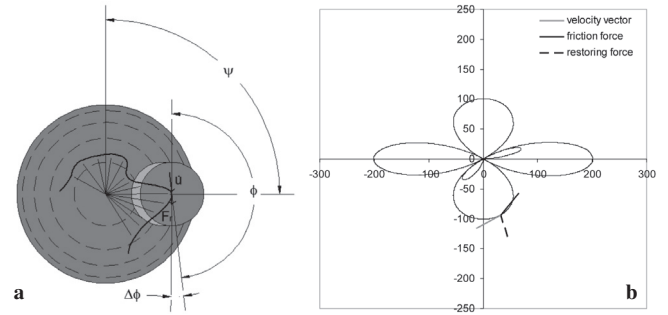 ψ
ϕ
ū
F
Δϕ
a
b
250
200
150
100
50
0
-50
-100
-150
-200
-250
-300 -200 -100 0 100 200 300
velocity vector
friction force
restoring force